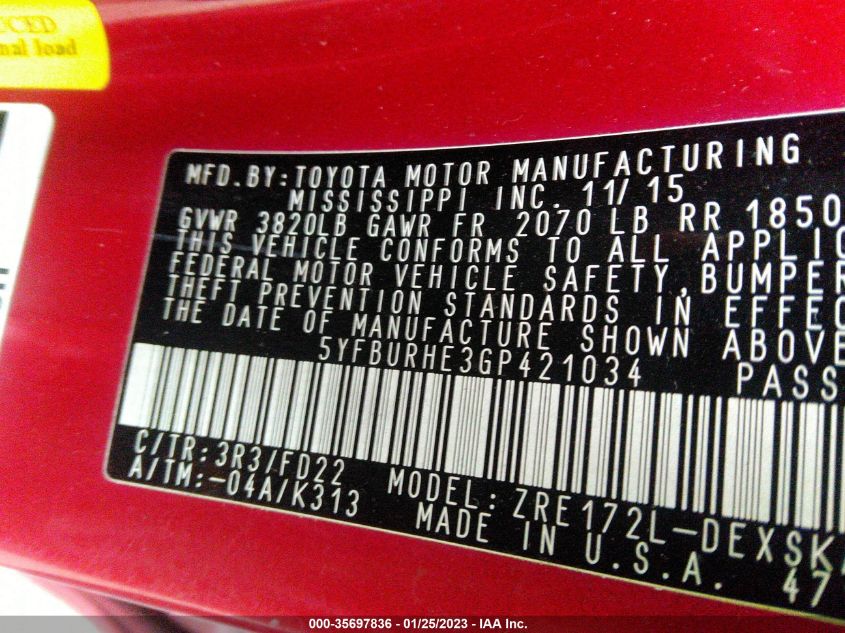 UCED
nal load
MFD.BY:TOYOTA MOTOR MANUFACTURING
MISSISSIPPI INC. 11/15
GVWR 3820LB GAWR FR 2070 LB RR 1850
THIS VEHICLE CONFORMS TO ALL APPLIC
FEDERAL MOTOR VEHICLE SAFETY,BUMPER
THEFT PREVENTION STANDARDS IN EFFEC
THE DATE OF MANUFACTURE SHOWN ABOVE
5YFBURHE3GP421034 PASS
C/TR:3R3/FD22 MODEL:ZRE172L-DEXSK
A/TM:-04A/K313 MADE IN U.S.A. 47
000-35697836 - 01/25/2023 - IAA Inc.